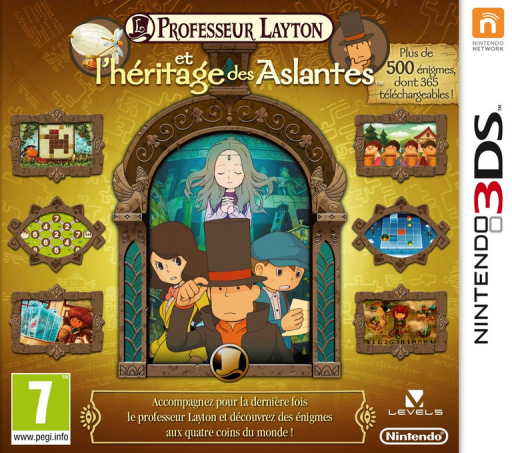 PROFESSEUR LAYTON
et
l'héritage des Aslantes™
Plus de
500 énigmes,
dont 365
téléchargeables !
NINTENDO
NETWORK
NINTENDO 3DS™
Accompagnez pour la dernière fois
le professeur Layton et découvrez des énigmes
aux quatre coins du monde !
7
www.pegi.info
LEVEL5
Nintendo